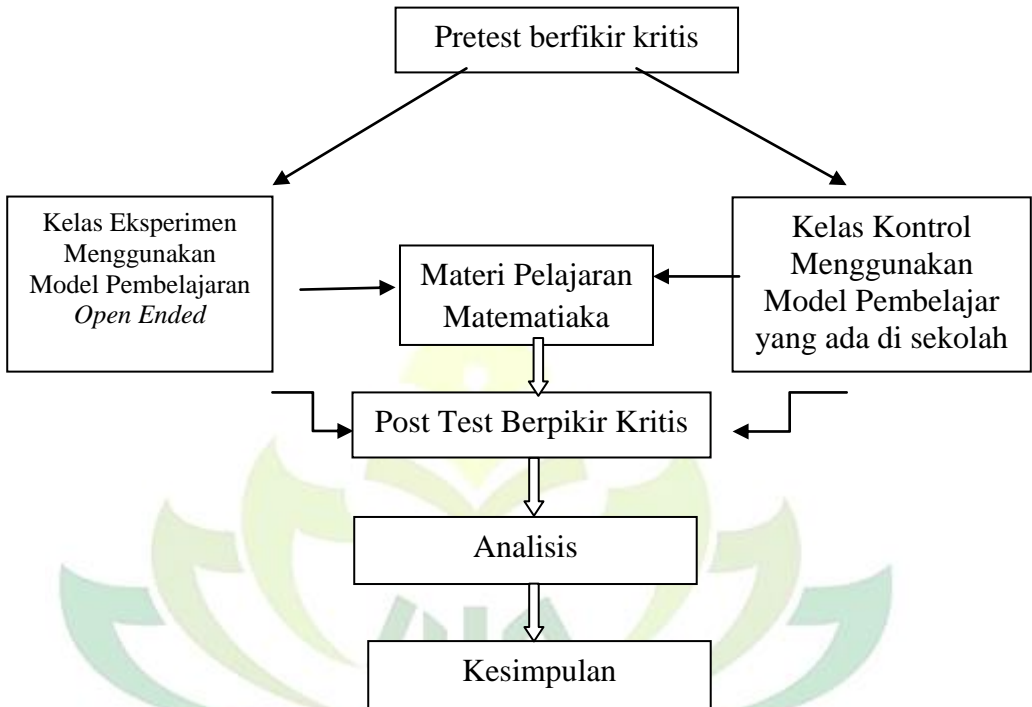 Pretest berfikir kritis
Kelas Eksperimen
Menggunakan
Model Pembelajaran
Open Ended
Materi Pelajaran
Matematiaka
Kelas Kontrol
Menggunakan
Model Pembelajar
yang ada di sekolah
Post Test Berpikir Kritis
Analisis
Kesimpulan